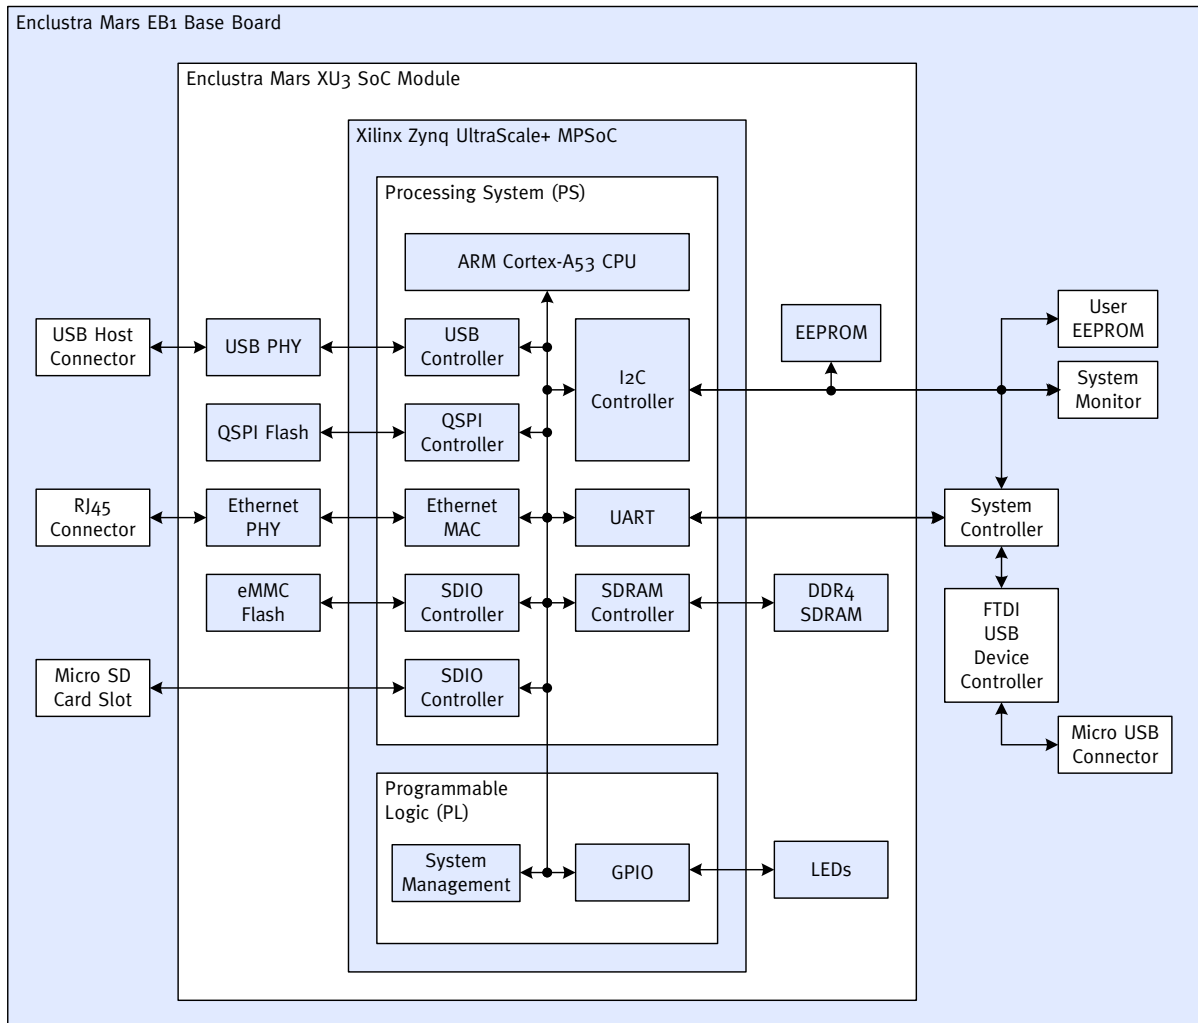 Enclustra Mars EB1 Base Board
Enclustra Mars XU3 SoC Module
Xilinx Zynq UltraScale+ MPSoC
Processing System (PS)
ARM Cortex-A53 CPU
USB Host
Connector
USB PHY
USB
Controller
I2C
Controller
EEPROM
User
EEPROM
System
Monitor
QSPI Flash
QSPI
Controller
RJ45
Connector
Ethernet
PHY
Ethernet
MAC
UART
System
Controller
eMMC
Flash
SDIO
Controller
SDRAM
Controller
DDR4
SDRAM
FTDI
USB
Device
Controller
Micro SD
Card Slot
SDIO
Controller
Micro USB
Connector
Programmable
Logic (PL)
System
Management
GPIO
LEDs